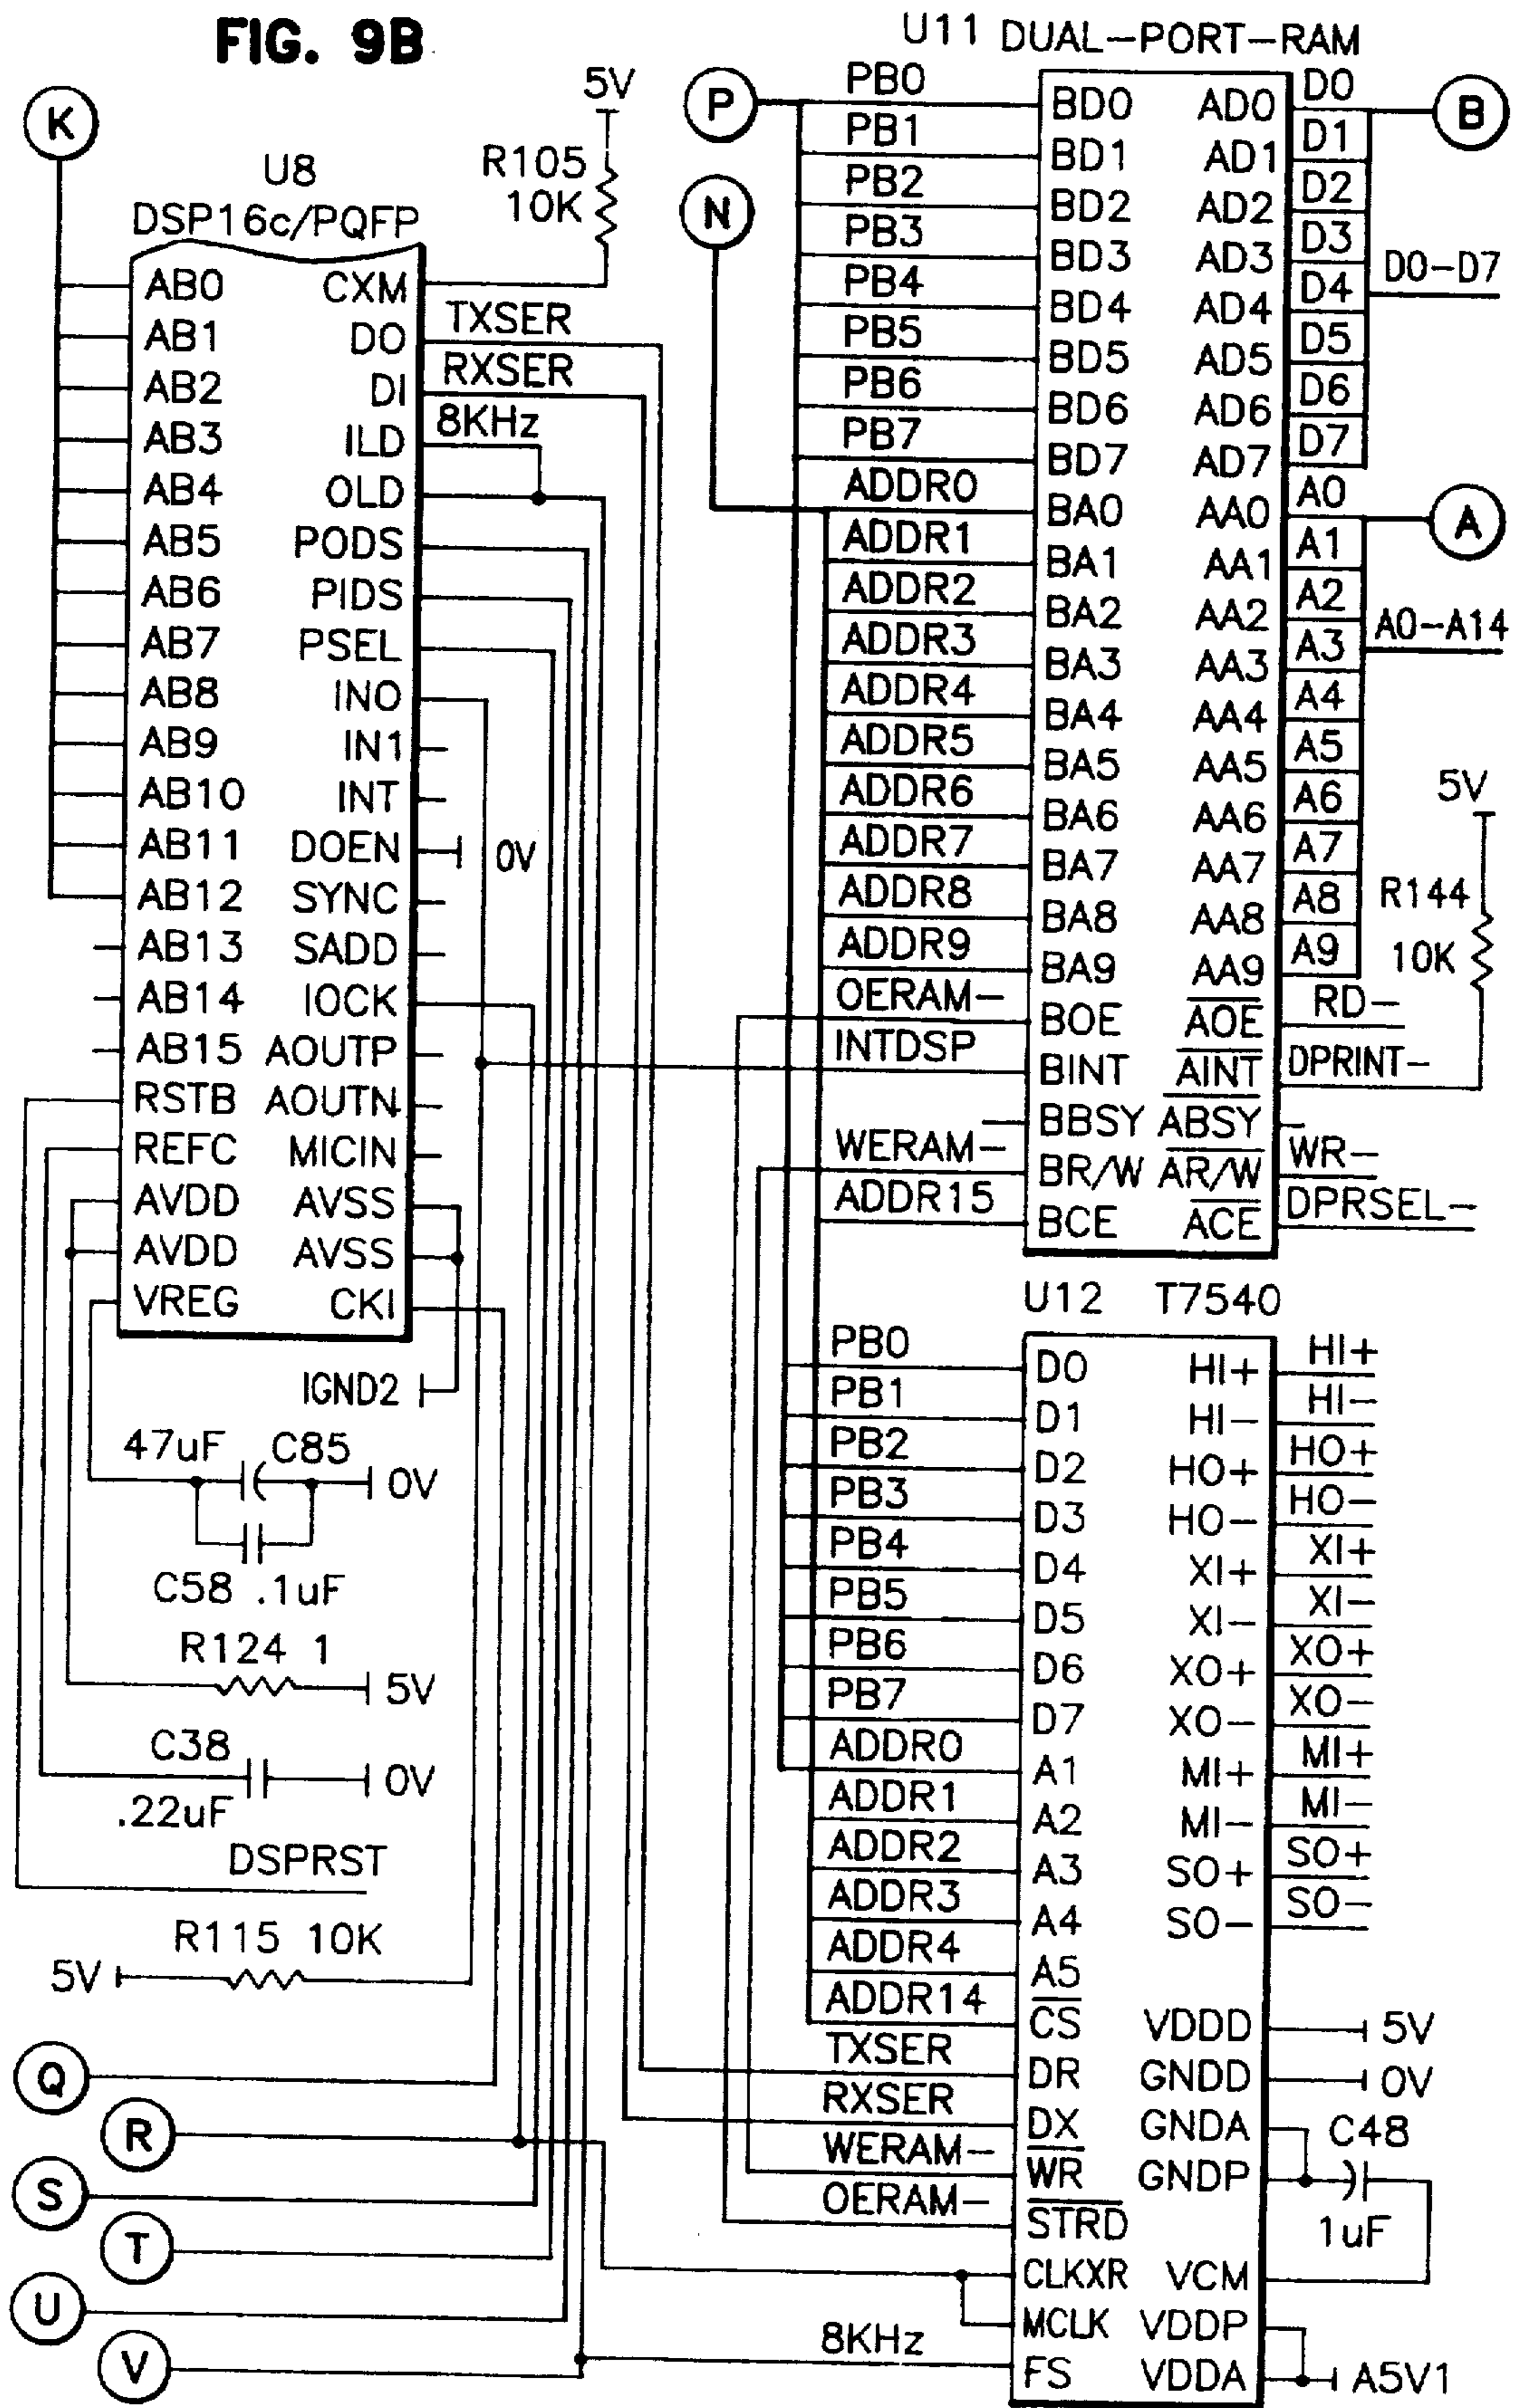 FIG. 9B
K
U8
DSP16c/PQFP
5V
R105
10K
AB0 CXM
AB1 DO TXSER
AB2 DI RXSER
AB3 ILD 8KHz
AB4 OLD
AB5 PODS
AB6 PIDS
AB7 PSEL
AB8 IN0
AB9 IN1
AB10 INT
AB11 DOEN 0V
AB12 SYNC
AB13 SADD
AB14 IOCK
AB15 AOUTP
RSTB AOUTN
REFC MICIN
AVDD AVSS
AVDD AVSS
VREG CKI
IGND2
47uF C85 0V
C58 .1uF
R124 1
5V
C38
.22uF
0V
DSPRST
R115 10K
5V
Q
R
S
T
U
V
U11 DUAL-PORT-RAM
P
N
B
A
PB0 BD0 AD0 D0
PB1 BD1 AD1 D1
PB2 BD2 AD2 D2
PB3 BD3 AD3 D3
D0-D7
PB4 BD4 AD4 D4
PB5 BD5 AD5 D5
PB6 BD6 AD6 D6
PB7 BD7 AD7 D7
ADDR0 BA0 AA0 A0
ADDR1 BA1 AA1 A1
ADDR2 BA2 AA2 A2
A0-A14
ADDR3 BA3 AA3 A3
ADDR4 BA4 AA4 A4
ADDR5 BA5 AA5 A5
ADDR6 BA6 AA6 A6
ADDR7 BA7 AA7 A7
ADDR8 BA8 AA8 A8
ADDR9 BA9 AA9 A9
5V
R144
10K
OERAM- BOE AOE RD-
INTDSP BINT AINT DPRINT-
BBSY ABSY
WERAM- BR/W AR/W WR-
ADDR15 BCE ACE DPRSEL-
U12 T7540
PB0 D0 HI+ HI+
PB1 D1 HI- HI-
PB2 D2 HO+ HO+
PB3 D3 HO- HO-
PB4 D4 XI+ XI+
PB5 D5 XI- XI-
PB6 D6 XO+ XO+
PB7 D7 XO- XO-
ADDR0 A1 MI+ MI+
ADDR1 A2 MI- MI-
ADDR2 A3 SO+ SO+
ADDR3 A4 SO- SO-
ADDR4 A5
ADDR14 CS VDDD 5V
TXSER DR GNDD 0V
RXSER DX GNDA C48
WERAM- WR GNDP
OERAM- STRD 1uF
CLKXR VCM
MCLK VDDP
8KHz FS VDDA A5V1